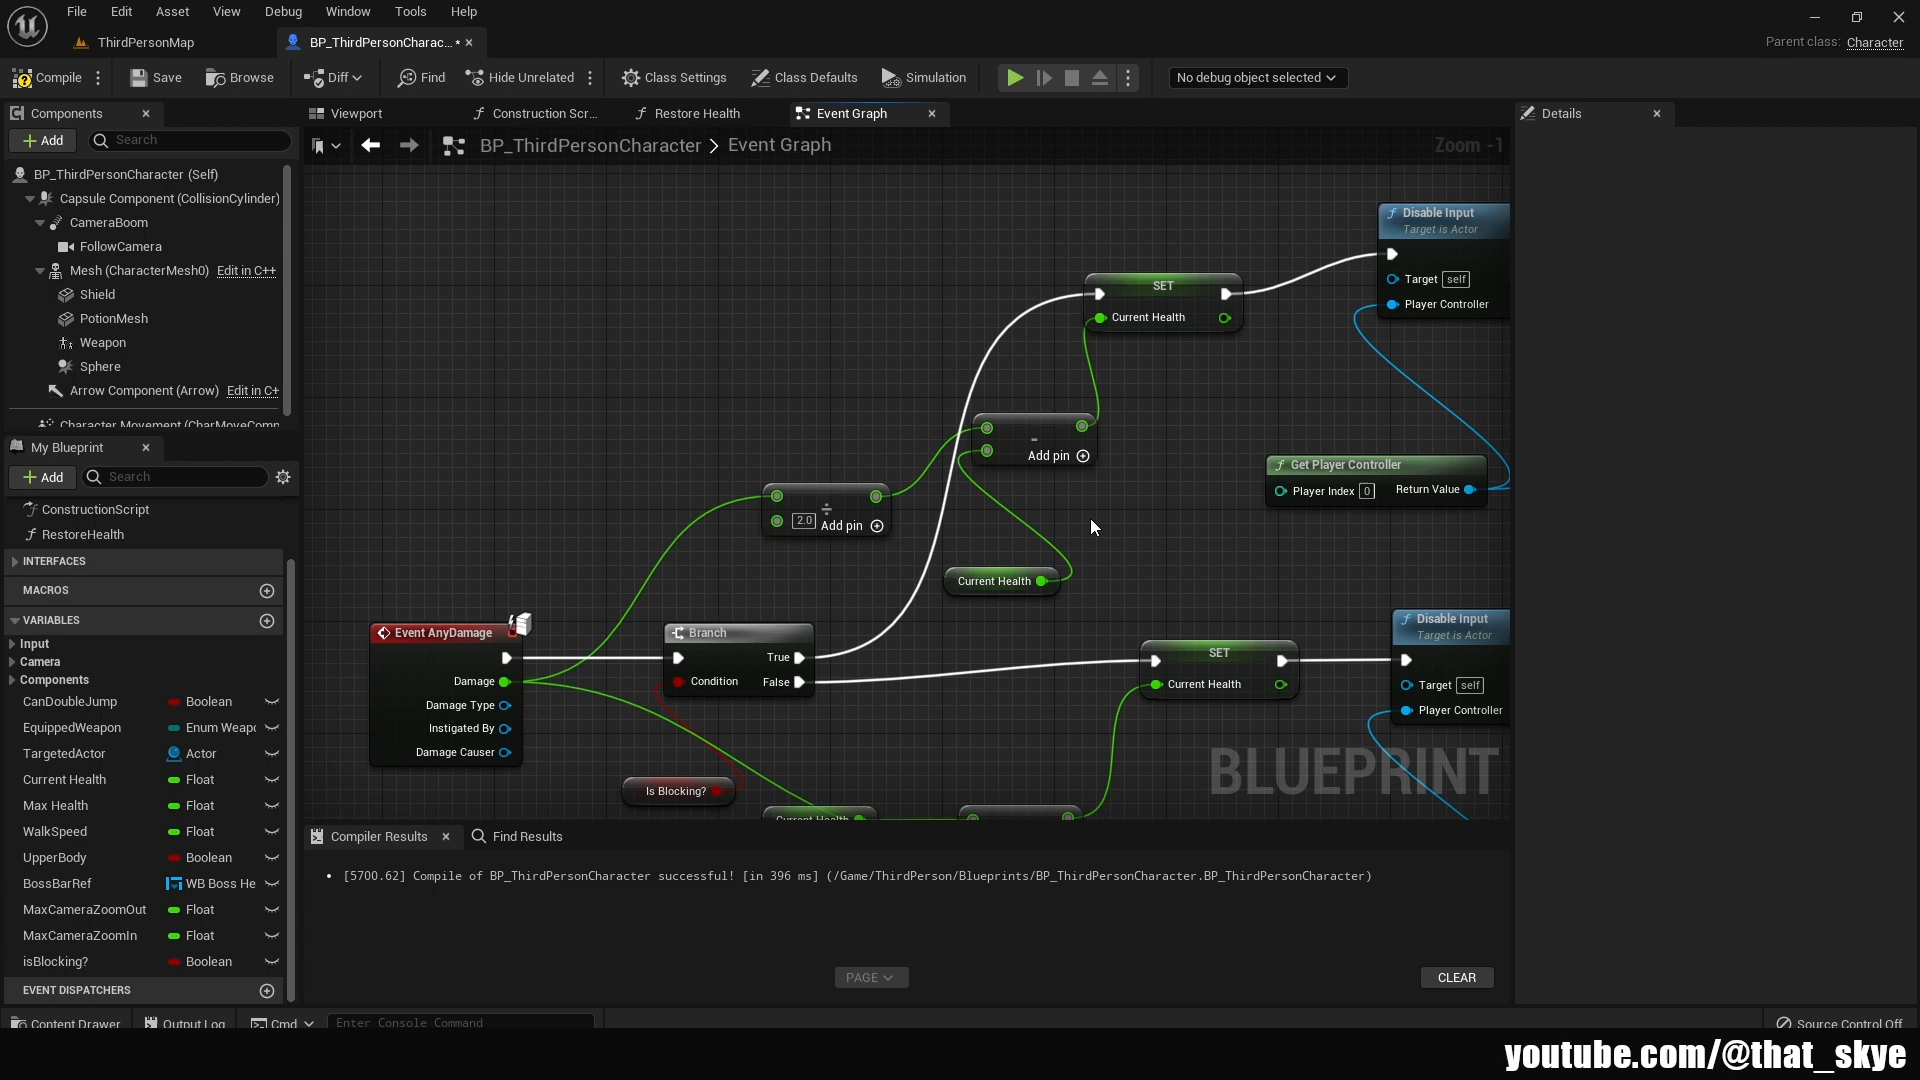 File Edit Asset View Debug Window Tools Help
ThirdPersonMap
BP_ThirdPersonCharac... *
Parent class: Character
Compile
Save
Browse
Diff
Find
Hide Unrelated
Class Settings
Class Defaults
Simulation
No debug object selected
Components
Viewport
Construction Scr...
Restore Health
Event Graph
Details
Add
Search
BP_ThirdPersonCharacter > Event Graph
Zoom -1
BP_ThirdPersonCharacter (Self)
Capsule Component (CollisionCylinder)
CameraBoom
FollowCamera
Mesh (CharacterMesh0) Edit in C++
Shield
PotionMesh
Weapon
Sphere
Arrow Component (Arrow) Edit in C+
Character Movement (CharMoveComp
My Blueprint
Add
Search
ConstructionScript
RestoreHealth
INTERFACES
MACROS
VARIABLES
Input
Camera
Components
CanDoubleJump Boolean
EquippedWeapon Enum Weapo
TargetedActor Actor
Current Health Float
Max Health Float
WalkSpeed Float
UpperBody Boolean
BossBarRef WB Boss He
MaxCameraZoomOut Float
MaxCameraZoomIn Float
isBlocking? Boolean
EVENT DISPATCHERS
Disable Input
Target is Actor
Target self
Player Controller
SET
Current Health
-
Add pin
Get Player Controller
Player Index 0 Return Value
÷
2.0 Add pin
Current Health
Event AnyDamage
Damage
Damage Type
Instigated By
Damage Causer
Branch
True
Condition False
SET
Current Health
Disable Input
Target is Actor
Target self
Player Controller
Is Blocking?
Current Health
BLUEPRINT
Compiler Results
Find Results
• [5700.62] Compile of BP_ThirdPersonCharacter successful! [in 396 ms] (/Game/ThirdPerson/Blueprints/BP_ThirdPersonCharacter.BP_ThirdPersonCharacter)
PAGE
CLEAR
Content Drawer
Output Log
Cmd
Enter Console Command
Source Control Off
youtube.com/@that_skye